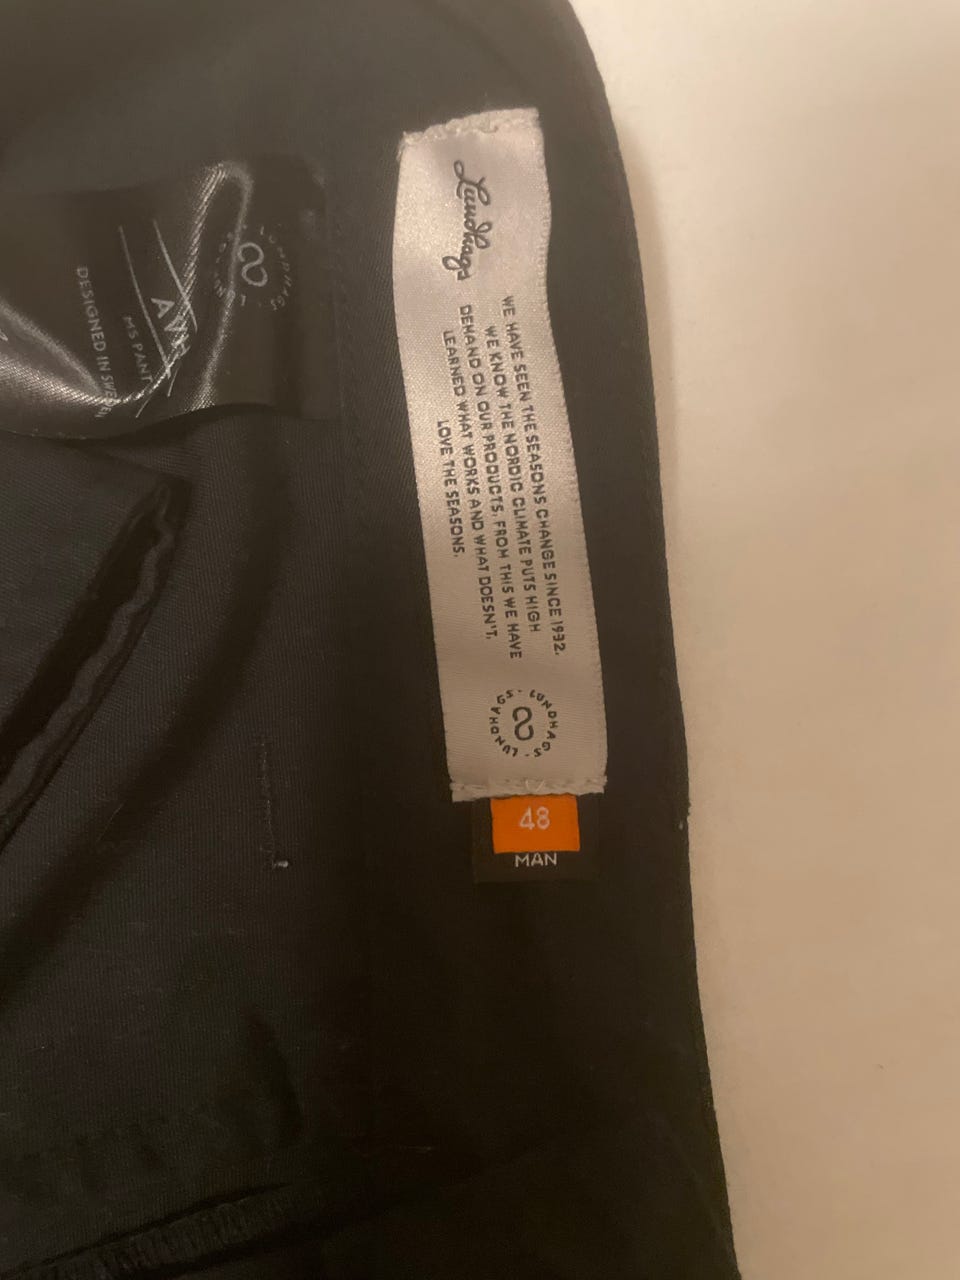 Lundhags
WE HAVE SEEN THE SEASONS CHANGE SINCE 1932.
WE KNOW THE NORDIC CLIMATE PUTS HIGH
DEMAND ON OUR PRODUCTS, FROM THIS WE HAVE
LEARNED WHAT WORKS AND WHAT DOESN'T.
LOVE THE SEASONS.
LUNDHAGS · LUNDHAGS ·
48
MAN
LUNDHAGS
MS PANT
DESIGNED IN SWEDEN